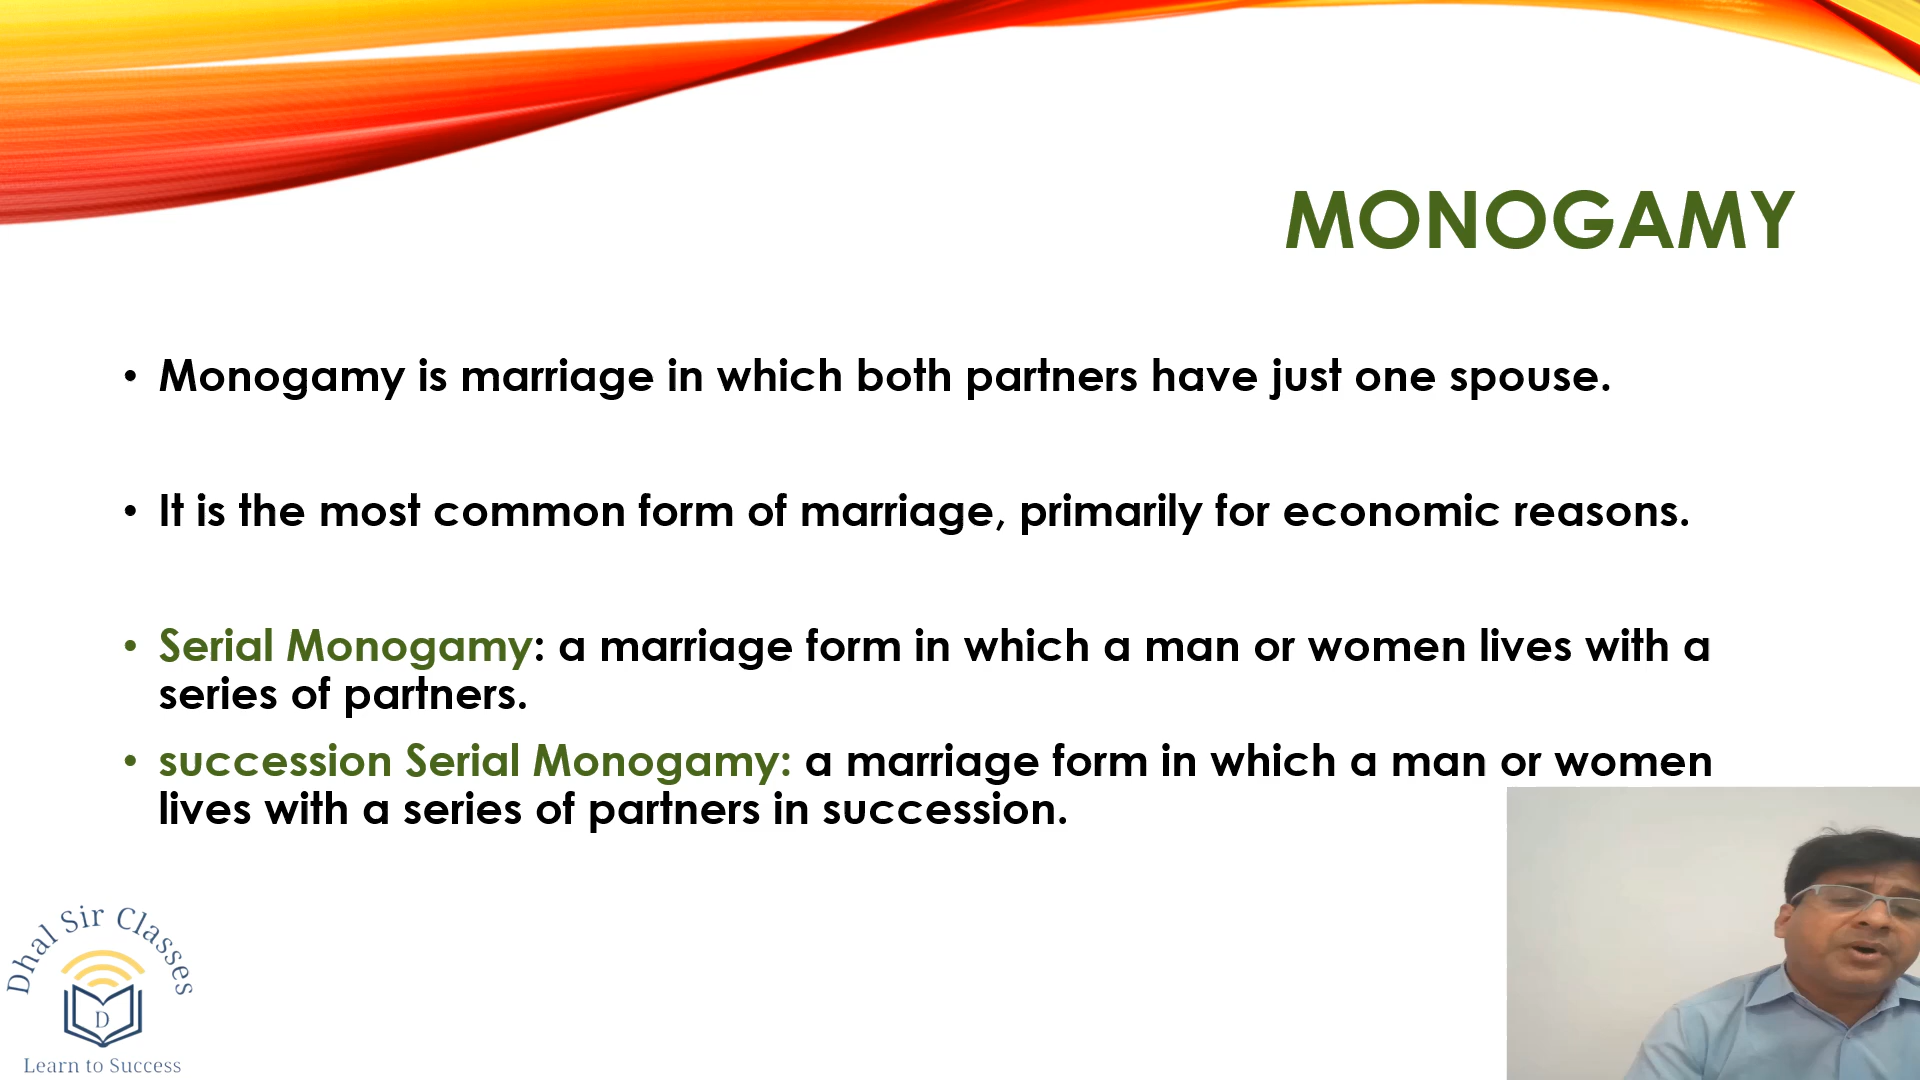 MONOGAMY
• Monogamy is marriage in which both partners have just one spouse.
• It is the most common form of marriage, primarily for economic reasons.
• Serial Monogamy: a marriage form in which a man or women lives with a
series of partners.
• succession Serial Monogamy: a marriage form in which a man or women
lives with a series of partners in succession.
Dhal Sir Classes
D
Learn to Success